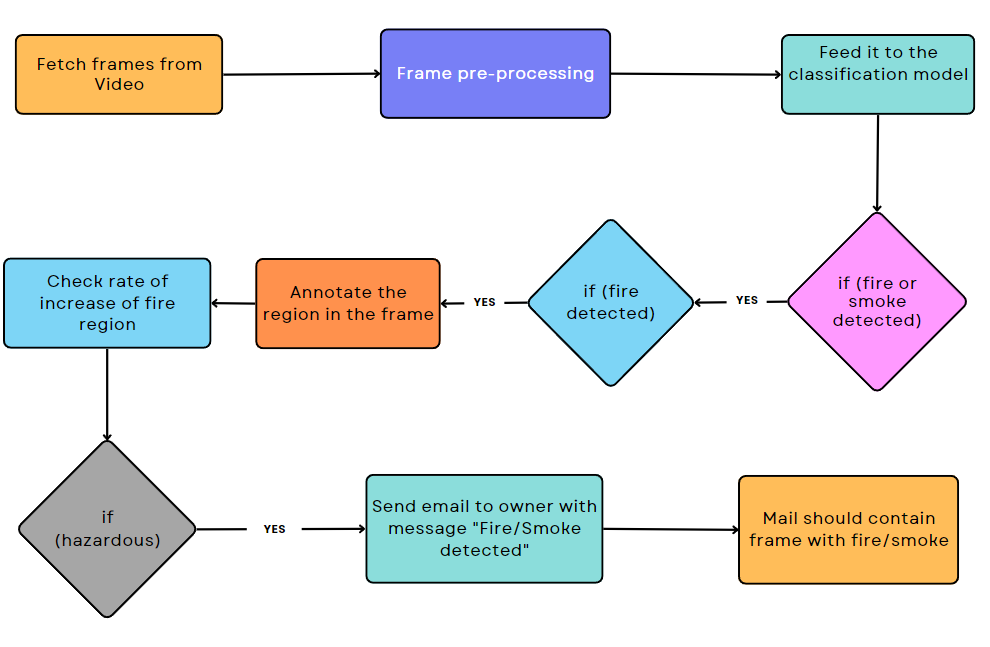 Fetch frames from
Video
Frame pre-processing
Feed it to the
classification model
if (fire or
smoke
detected)
YES
if (fire
detected)
YES
Annotate the
region in the frame
Check rate of
increase of fire
region
if
(hazardous)
YES
Send email to owner with
message "Fire/Smoke
detected"
Mail should contain
frame with fire/smoke